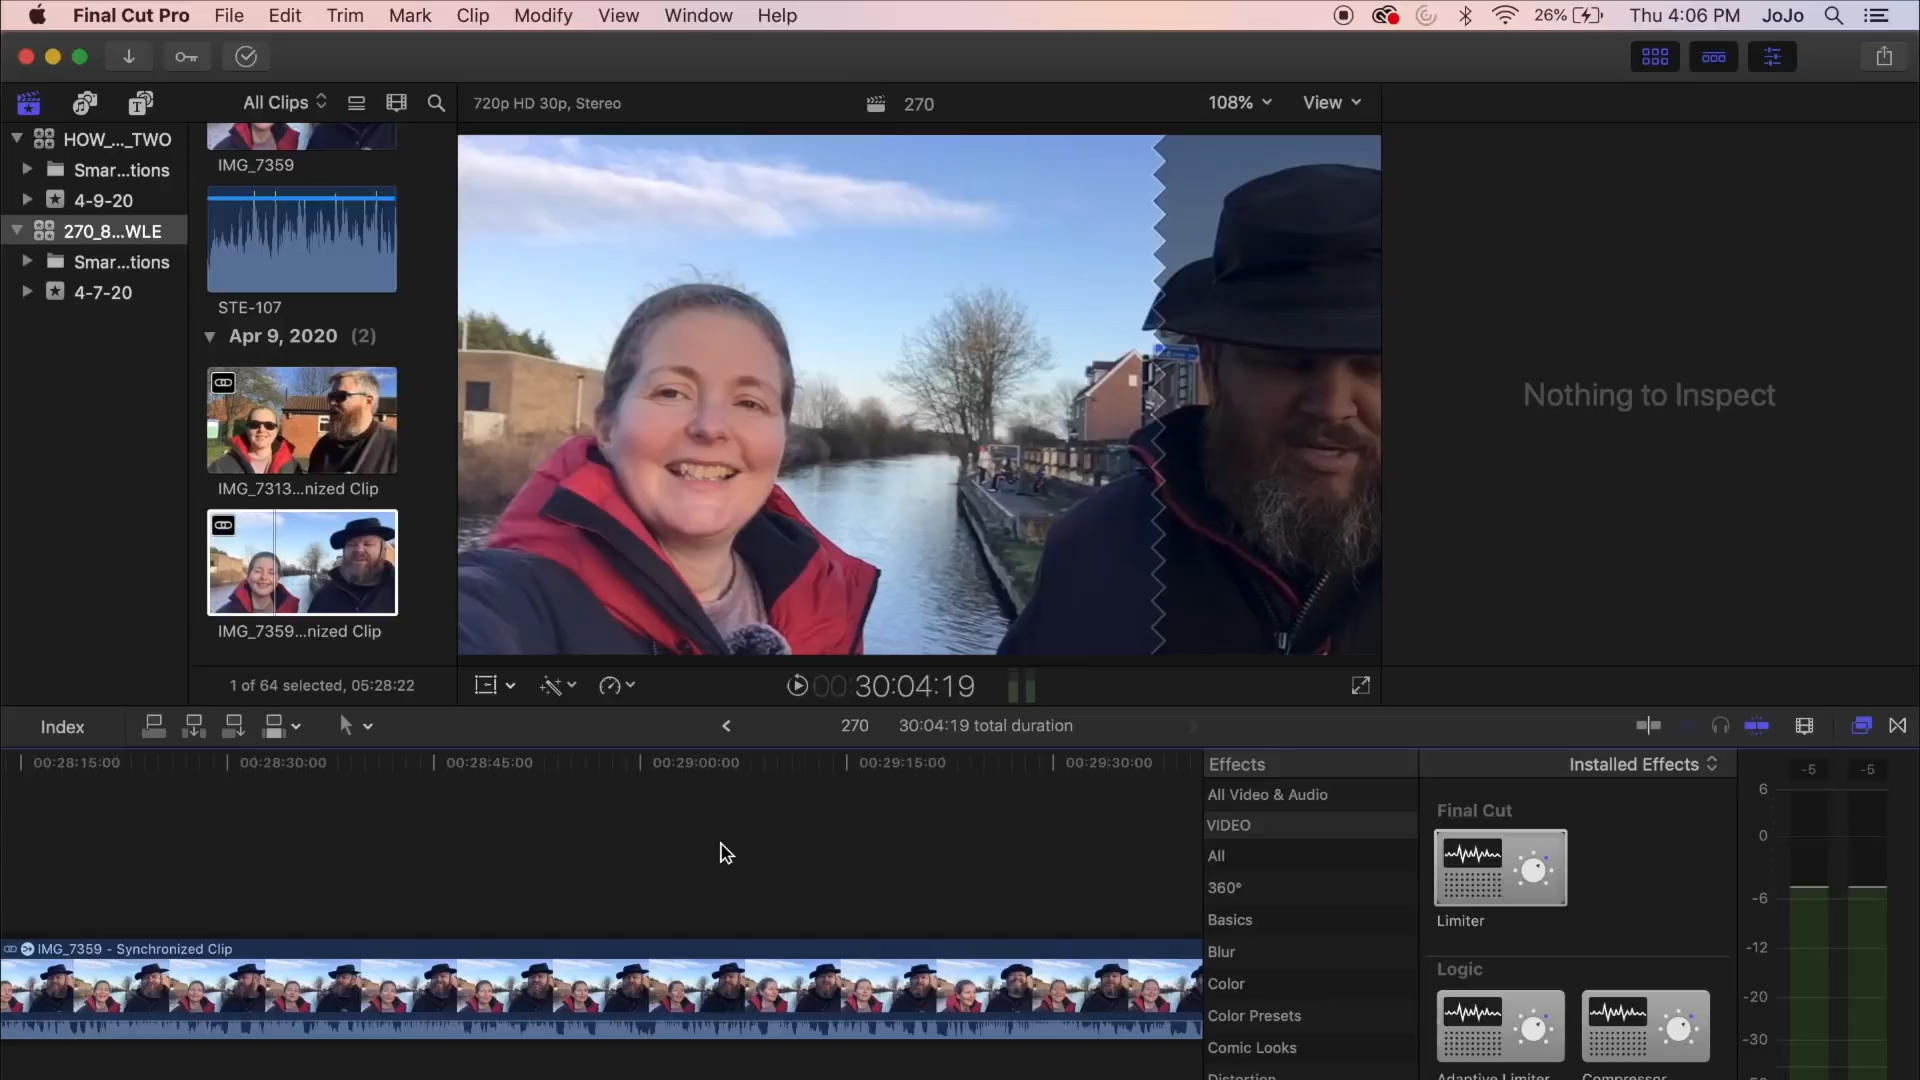 Final Cut Pro File Edit Trim Mark Clip Modify View Window Help
26% Thu 4:06 PM JoJo
All Clips
720p HD 30p, Stereo
270
108%
View
HOW_..._TWO
Smar...tions
4-9-20
270_8...WLE
Smar...tions
4-7-20
IMG_7359
STE-107
Apr 9, 2020 (2)
IMG_7313...nized Clip
IMG_7359...nized Clip
1 of 64 selected, 05:28:22
Nothing to Inspect
00:30:04:19
Index
270
30:04:19 total duration
00:28:15:00
00:28:30:00
00:28:45:00
00:29:00:00
00:29:15:00
00:29:30:00
IMG_7359 - Synchronized Clip
Effects
All Video & Audio
VIDEO
All
360°
Basics
Blur
Color
Color Presets
Comic Looks
Distortion
Installed Effects
Final Cut
Limiter
Logic
Adaptive Limiter
Compressor
-5
-5
6
0
-6
-12
-20
-30